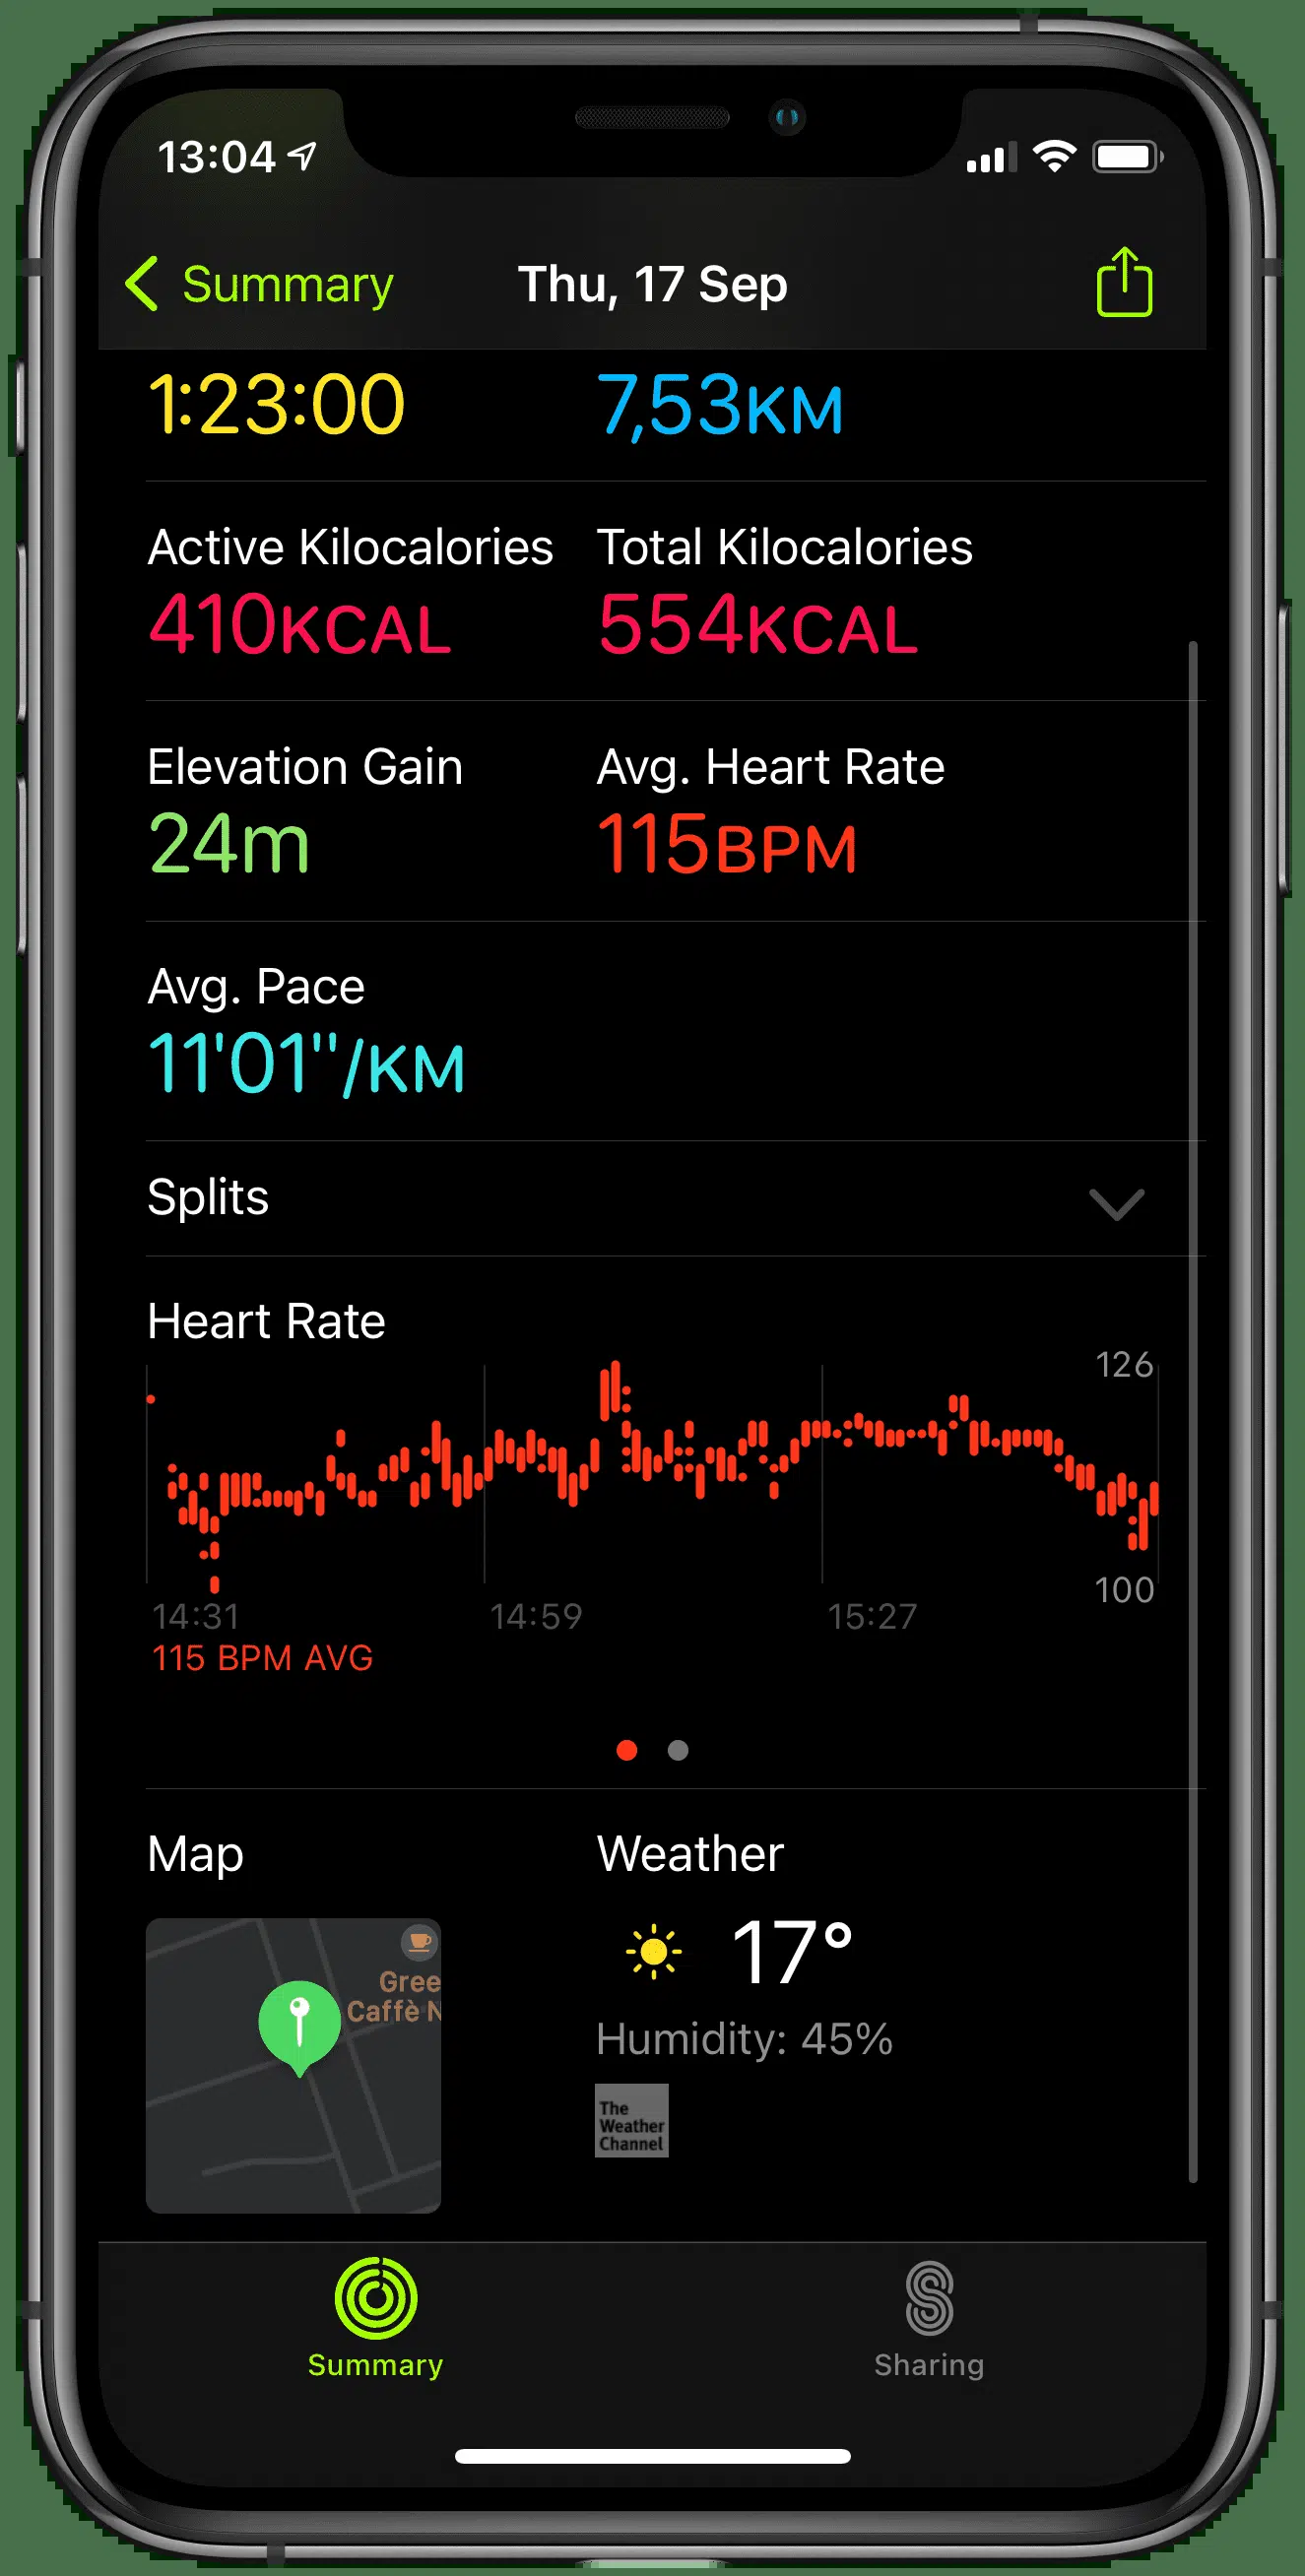 13:04
Summary Thu, 17 Sep
1:23:00 7,53KM
Active Kilocalories Total Kilocalories
410KCAL 554KCAL
Elevation Gain Avg. Heart Rate
24m 115BPM
Avg. Pace
11'01''/KM
Splits
Heart Rate
126
100
14:31 14:59 15:27
115 BPM AVG
Map Weather
17°
Gree
Caffè N
Humidity: 45%
The
Weather
Channel
Summary Sharing